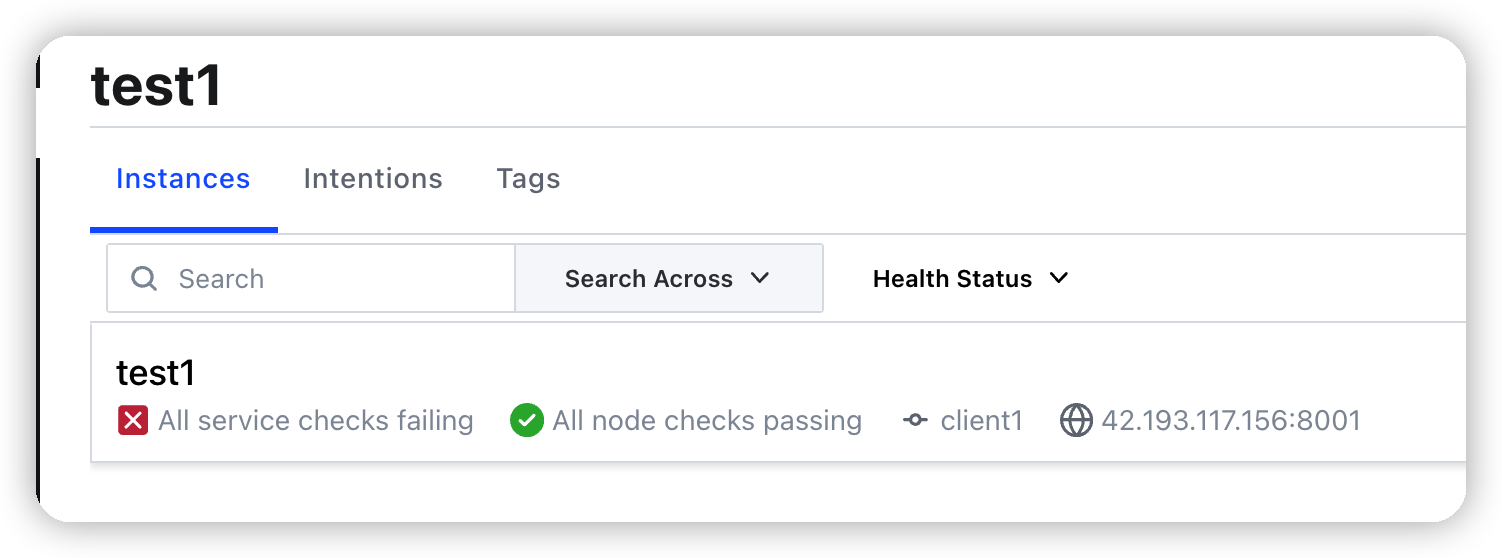 test1
Instances Intentions Tags
Search Search Across Health Status
test1
All service checks failing All node checks passing client1 42.193.117.156:8001